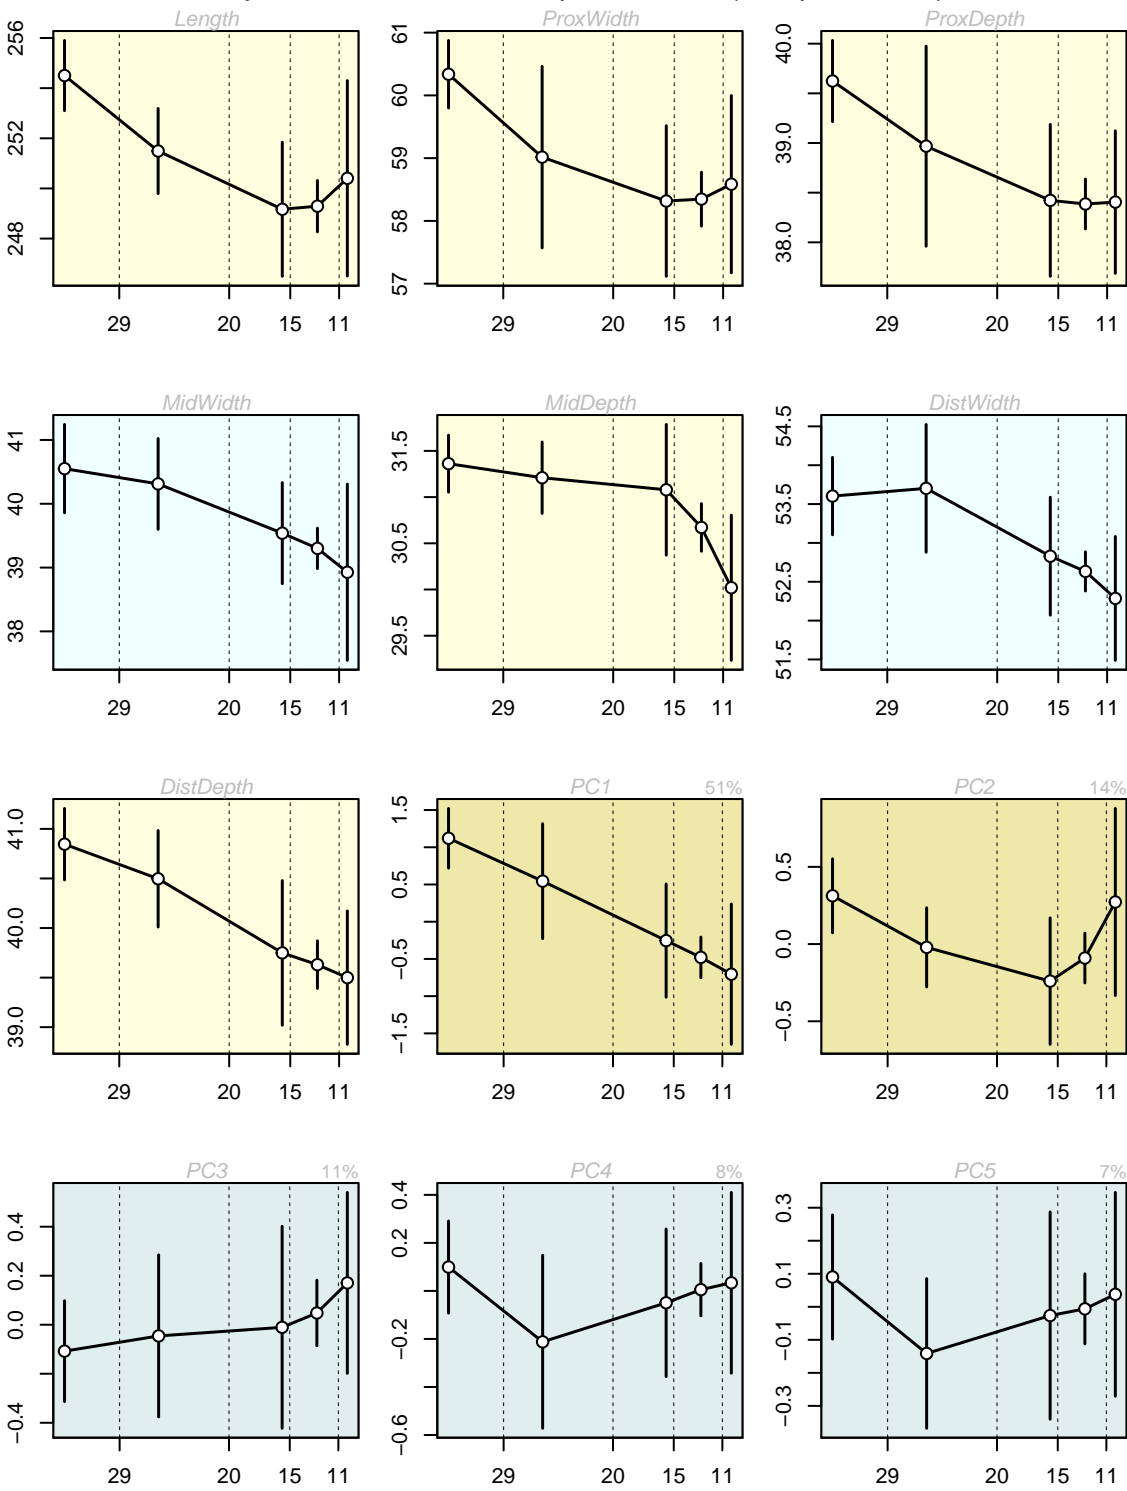 Length ProxWidth ProxDepth
256 61 40.0
252 60 39.0
248 59 38.0
58
57
29 20 15 11 29 20 15 11 29 20 15 11
MidWidth MidDepth DistWidth
41 31.5 54.5
40 30.5 53.5
39 29.5 52.5
38 51.5
29 20 15 11 29 20 15 11 29 20 15 11
DistDepth PC1 51% PC2 14%
41.0 1.5 0.5
40.0 0.5 0.0
39.0 −0.5 −0.5
−1.5
29 20 15 11 29 20 15 11 29 20 15 11
PC3 11% PC4 8% PC5 7%
0.4 0.4 0.3
0.2 0.2 0.1
0.0 −0.2 −0.1
−0.4 −0.6 −0.3
29 20 15 11 29 20 15 11 29 20 15 11